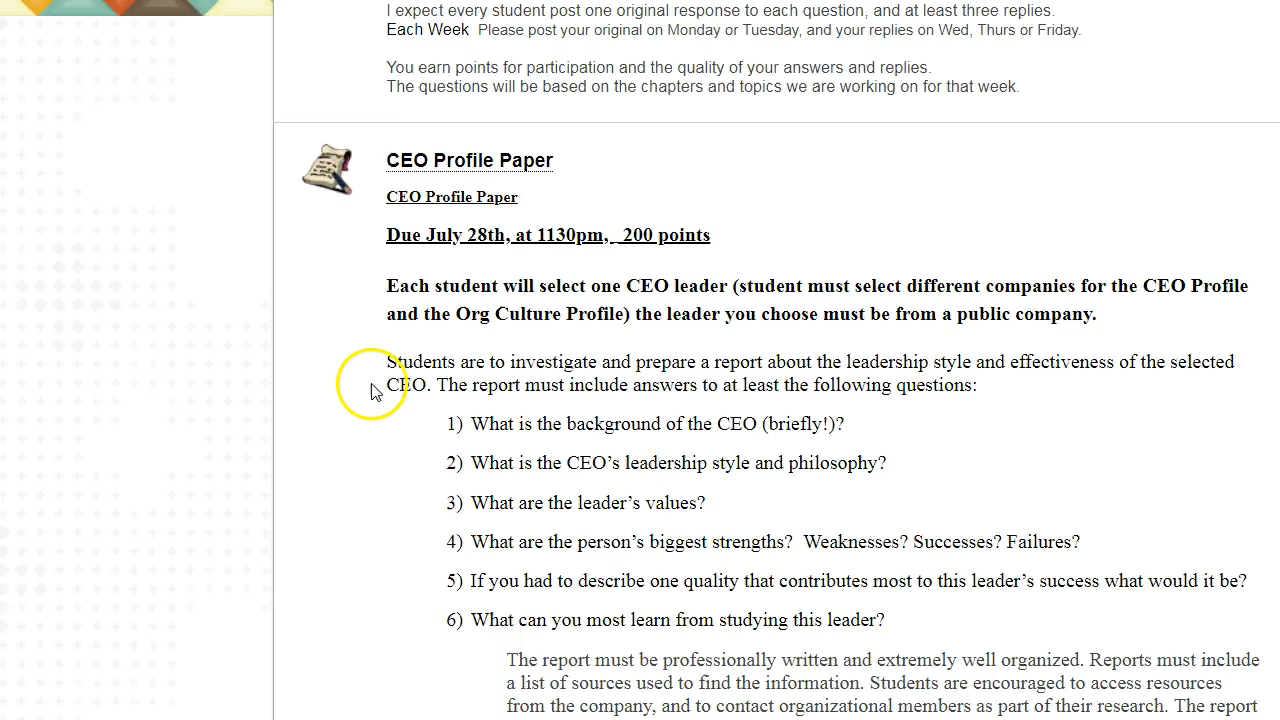 I expect every student post one original response to each question, and at least three replies.
Each Week Please post your original on Monday or Tuesday, and your replies on Wed, Thurs or Friday.
You earn points for participation and the quality of your answers and replies.
The questions will be based on the chapters and topics we are working on for that week.
CEO Profile Paper
CEO Profile Paper
Due July 28th, at 1130pm,_ 200 points
Each student will select one CEO leader (student must select different companies for the CEO Profile
and the Org Culture Profile) the leader you choose must be from a public company.
Students are to investigate and prepare a report about the leadership style and effectiveness of the selected
CEO. The report must include answers to at least the following questions:
1) What is the background of the CEO (briefly!)?
2) What is the CEO’s leadership style and philosophy?
3) What are the leader’s values?
4) What are the person’s biggest strengths? Weaknesses? Successes? Failures?
5) If you had to describe one quality that contributes most to this leader’s success what would it be?
6) What can you most learn from studying this leader?
The report must be professionally written and extremely well organized. Reports must include
a list of sources used to find the information. Students are encouraged to access resources
from the company, and to contact organizational members as part of their research. The report